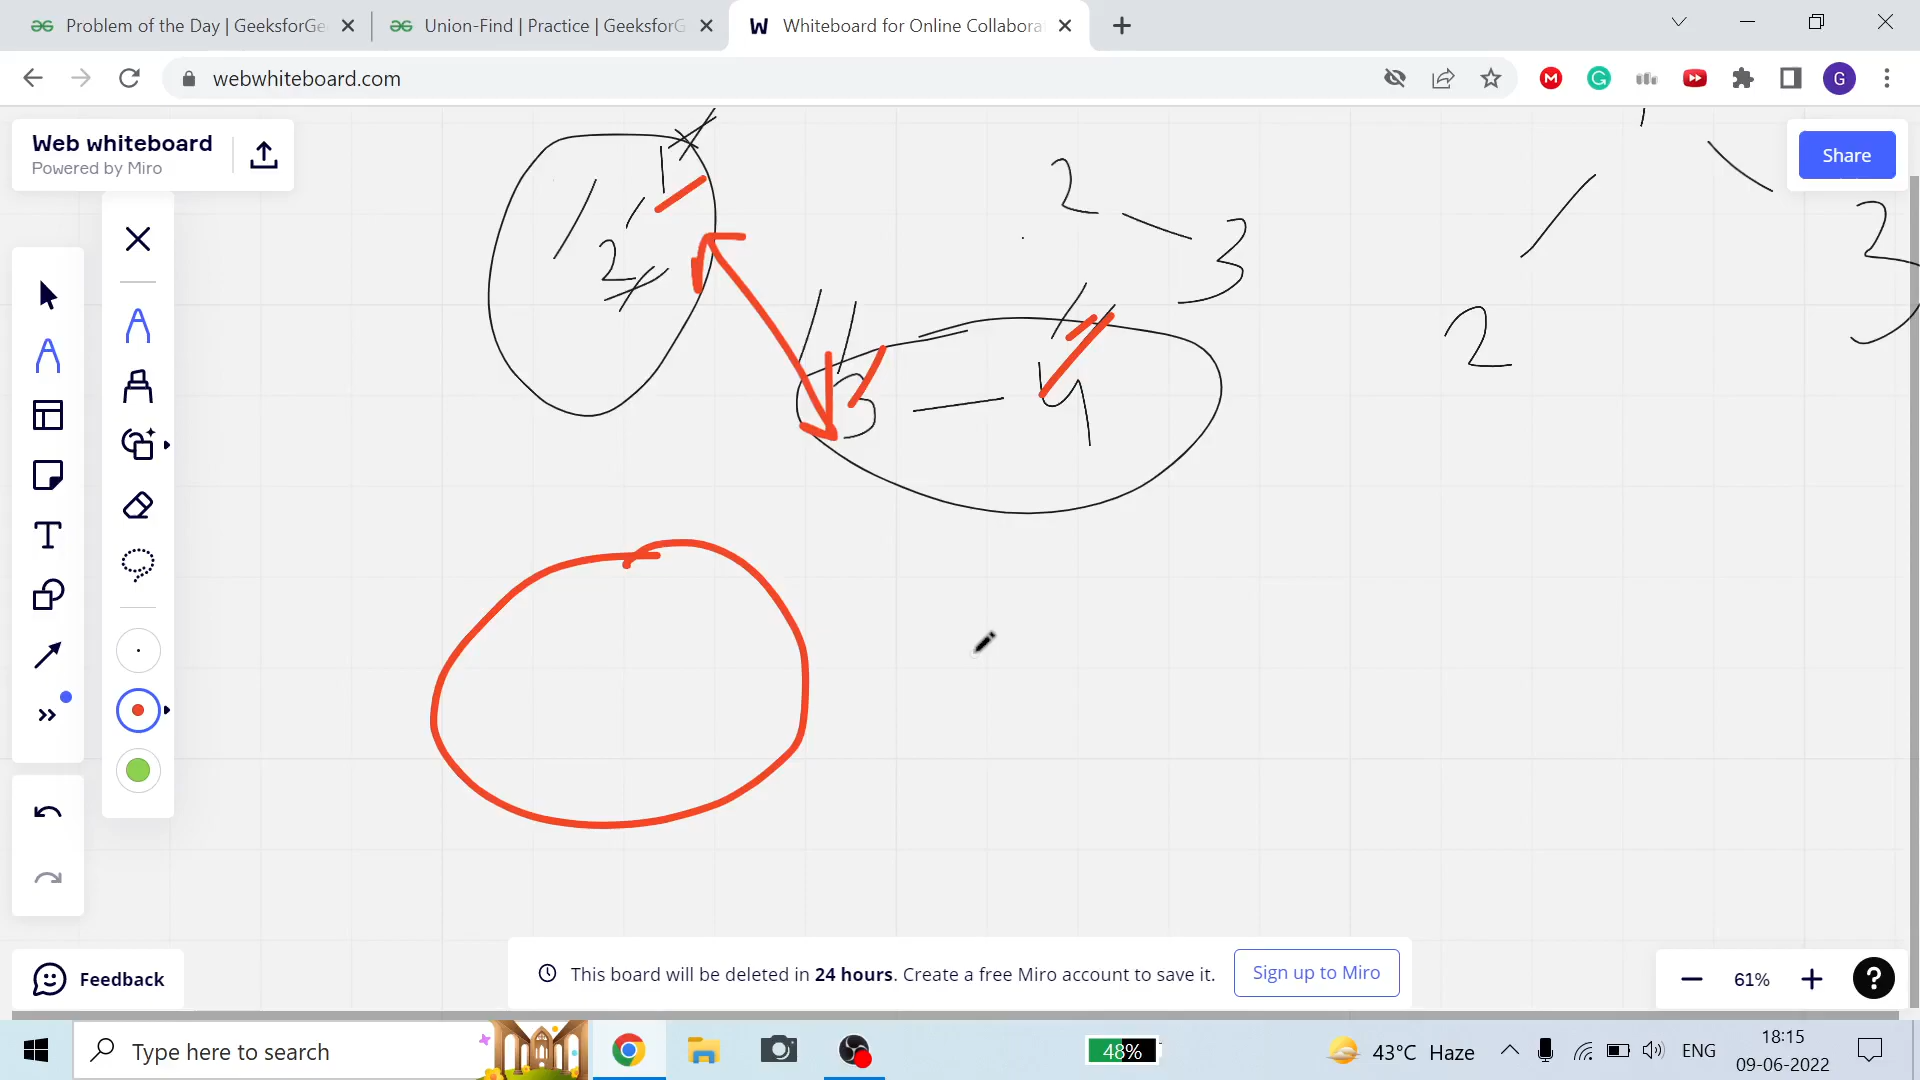 Problem of the Day | GeeksforGe
Union-Find | Practice | GeeksforG
W Whiteboard for Online Collabora
webwhiteboard.com
M
G
G
Web whiteboard
Powered by Miro
Share
1
2
2
3
3
4
2
3
T
Feedback
This board will be deleted in 24 hours. Create a free Miro account to save it.
Sign up to Miro
61%
?
Type here to search
48%
43°C Haze
ENG
18:15
09-06-2022